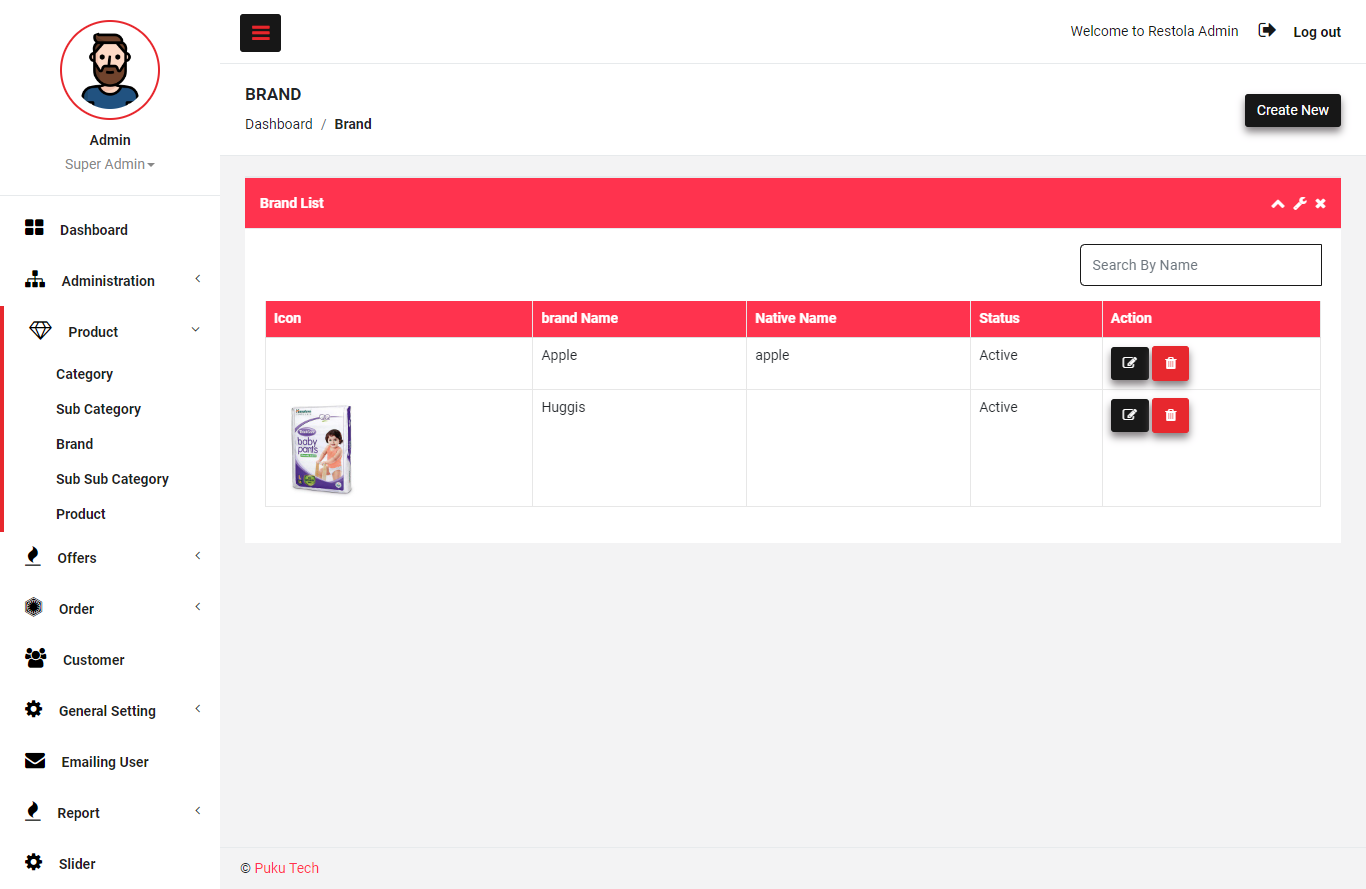 Welcome to Restola Admin
Log out
Admin
Super Admin
Dashboard
Administration
Product
Category
Sub Category
Brand
Sub Sub Category
Product
Offers
Order
Customer
General Setting
Emailing User
Report
Slider
BRAND
Dashboard / Brand
Create New
Brand List
Search By Name
Icon brand Name Native Name Status Action
Apple apple Active
Huggis Active
baby
pants
© Puku Tech